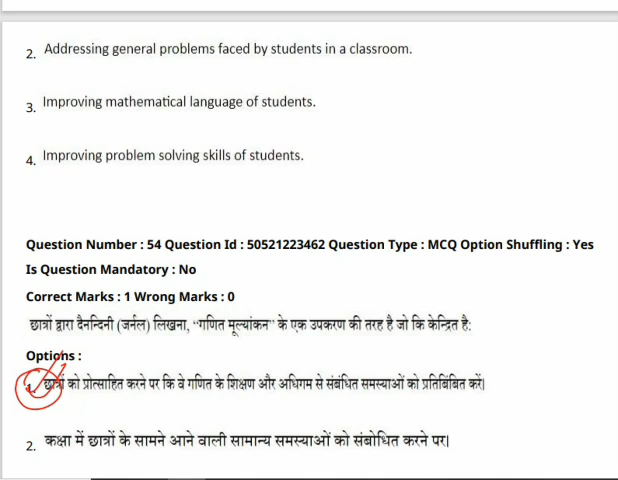 2. Addressing general problems faced by students in a classroom.
3. Improving mathematical language of students.
4. Improving problem solving skills of students.
Question Number : 54 Question Id : 50521223462 Question Type : MCQ Option Shuffling : Yes
Is Question Mandatory : No
Correct Marks : 1 Wrong Marks : 0
छात्रों द्वारा दैनन्दिनी (जर्नल) लिखना, “गणित मूल्यांकन” के एक उपकरण की तरह है जो कि केन्द्रित है:
Options :
1. छात्रों को प्रोत्साहित करने पर कि वे गणित के शिक्षण और अधिगम से संबंधित समस्याओं को प्रतिबिंबित करें।
2. कक्षा में छात्रों के सामने आने वाली सामान्य समस्याओं को संबोधित करने पर।